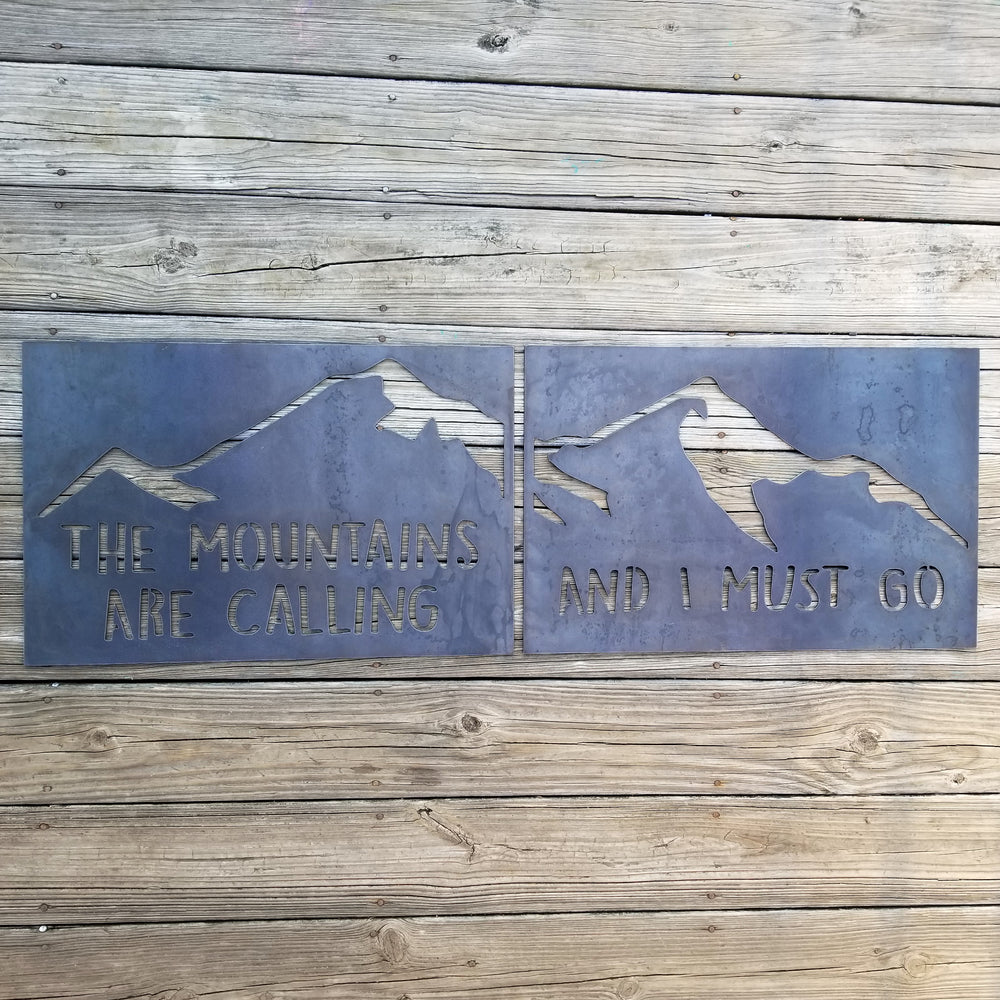 THE MOUNTAINS
ARE CALLING
AND I MUST GO